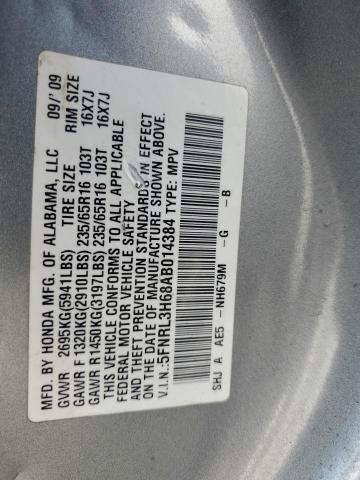 MFD. BY HONDA MFG. OF ALABAMA, LLC 09/'09
GVWR 2695KG(5941LBS) TIRE SIZE RIM SIZE
GAWR F 1320KG(2910LBS) 235/65R16 103T 16X7J
GAWR R 1450KG(3197LBS) 235/65R16 103T 16X7J
THIS VEHICLE CONFORMS TO ALL APPLICABLE
FEDERAL MOTOR VEHICLE SAFETY
AND THEFT PREVENTION STANDARDS IN EFFECT
ON THE DATE OF MANUFACTURE SHOWN ABOVE.
V.I.N.:5FNRL3H68AB014384 TYPE: MPV
SHJ A AE5 -NH679M -G -B